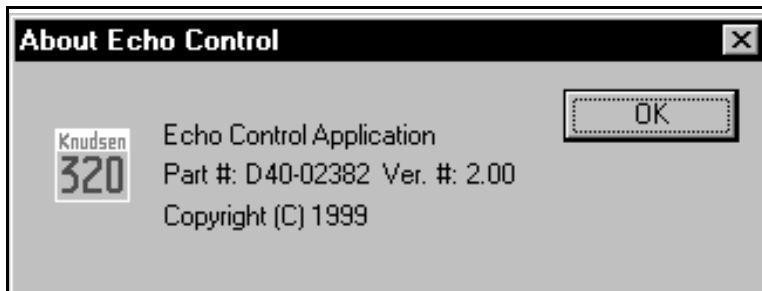 About Echo Control
OK
Knudsen
320
Echo Control Application
Part #: D40-02382 Ver. #: 2.00
Copyright (C) 1999